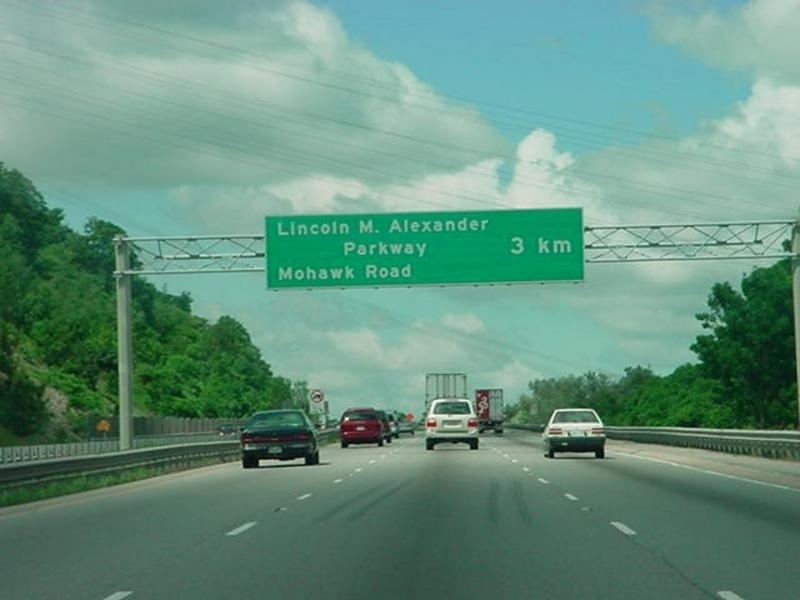 Lincoln M. Alexander
Parkway 3 km
Mohawk Road